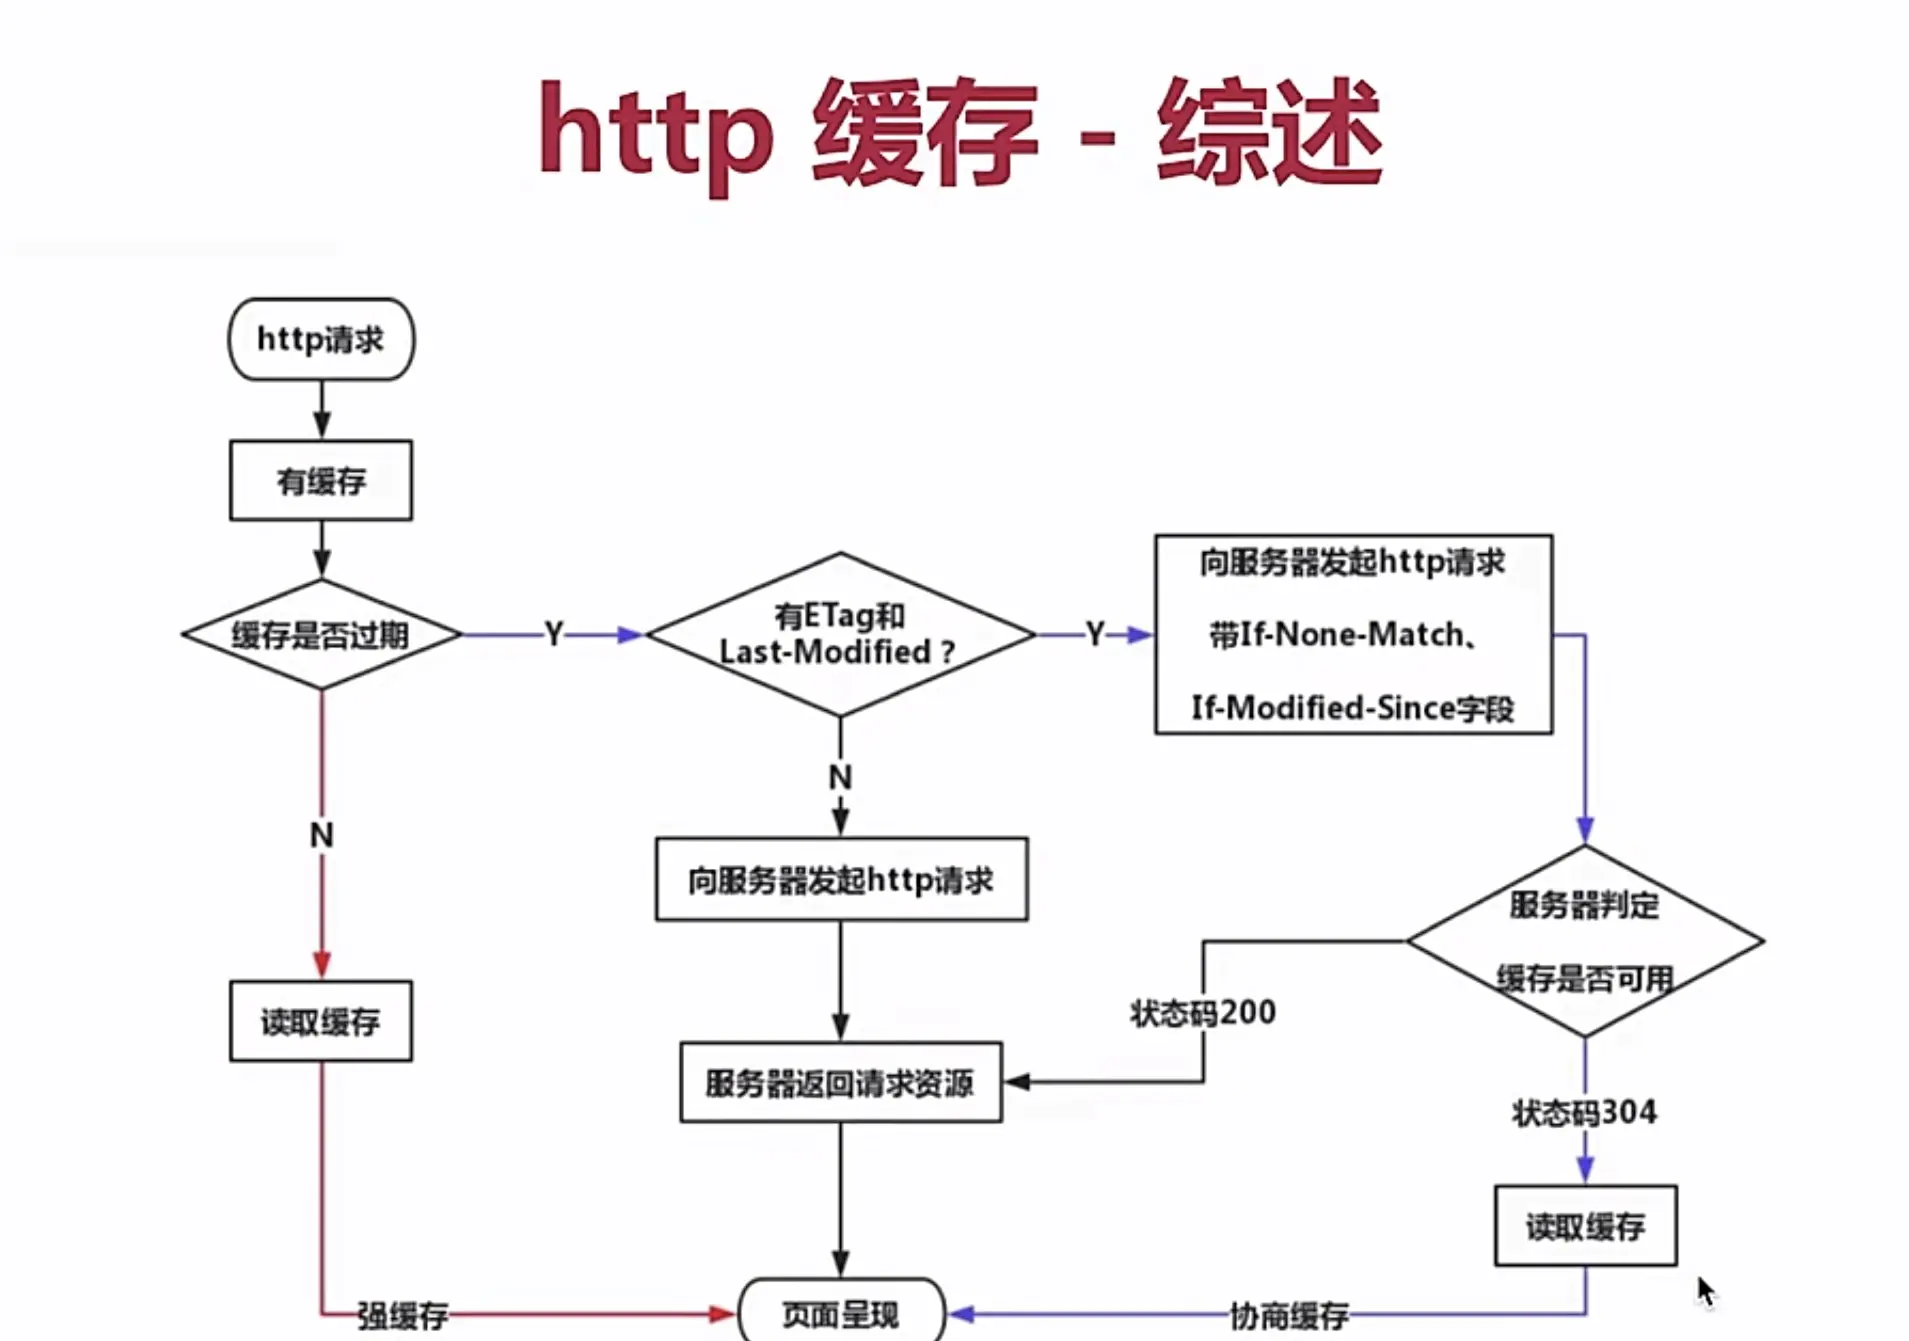 http 缓存 - 综述
http请求
有缓存
缓存是否过期
Y
有ETag和
Last-Modified？
Y
向服务器发起http请求
带If-None-Match、
If-Modified-Since字段
N
N
向服务器发起http请求
服务器判定
缓存是否可用
读取缓存
状态码200
服务器返回请求资源
状态码304
读取缓存
强缓存
页面呈现
协商缓存